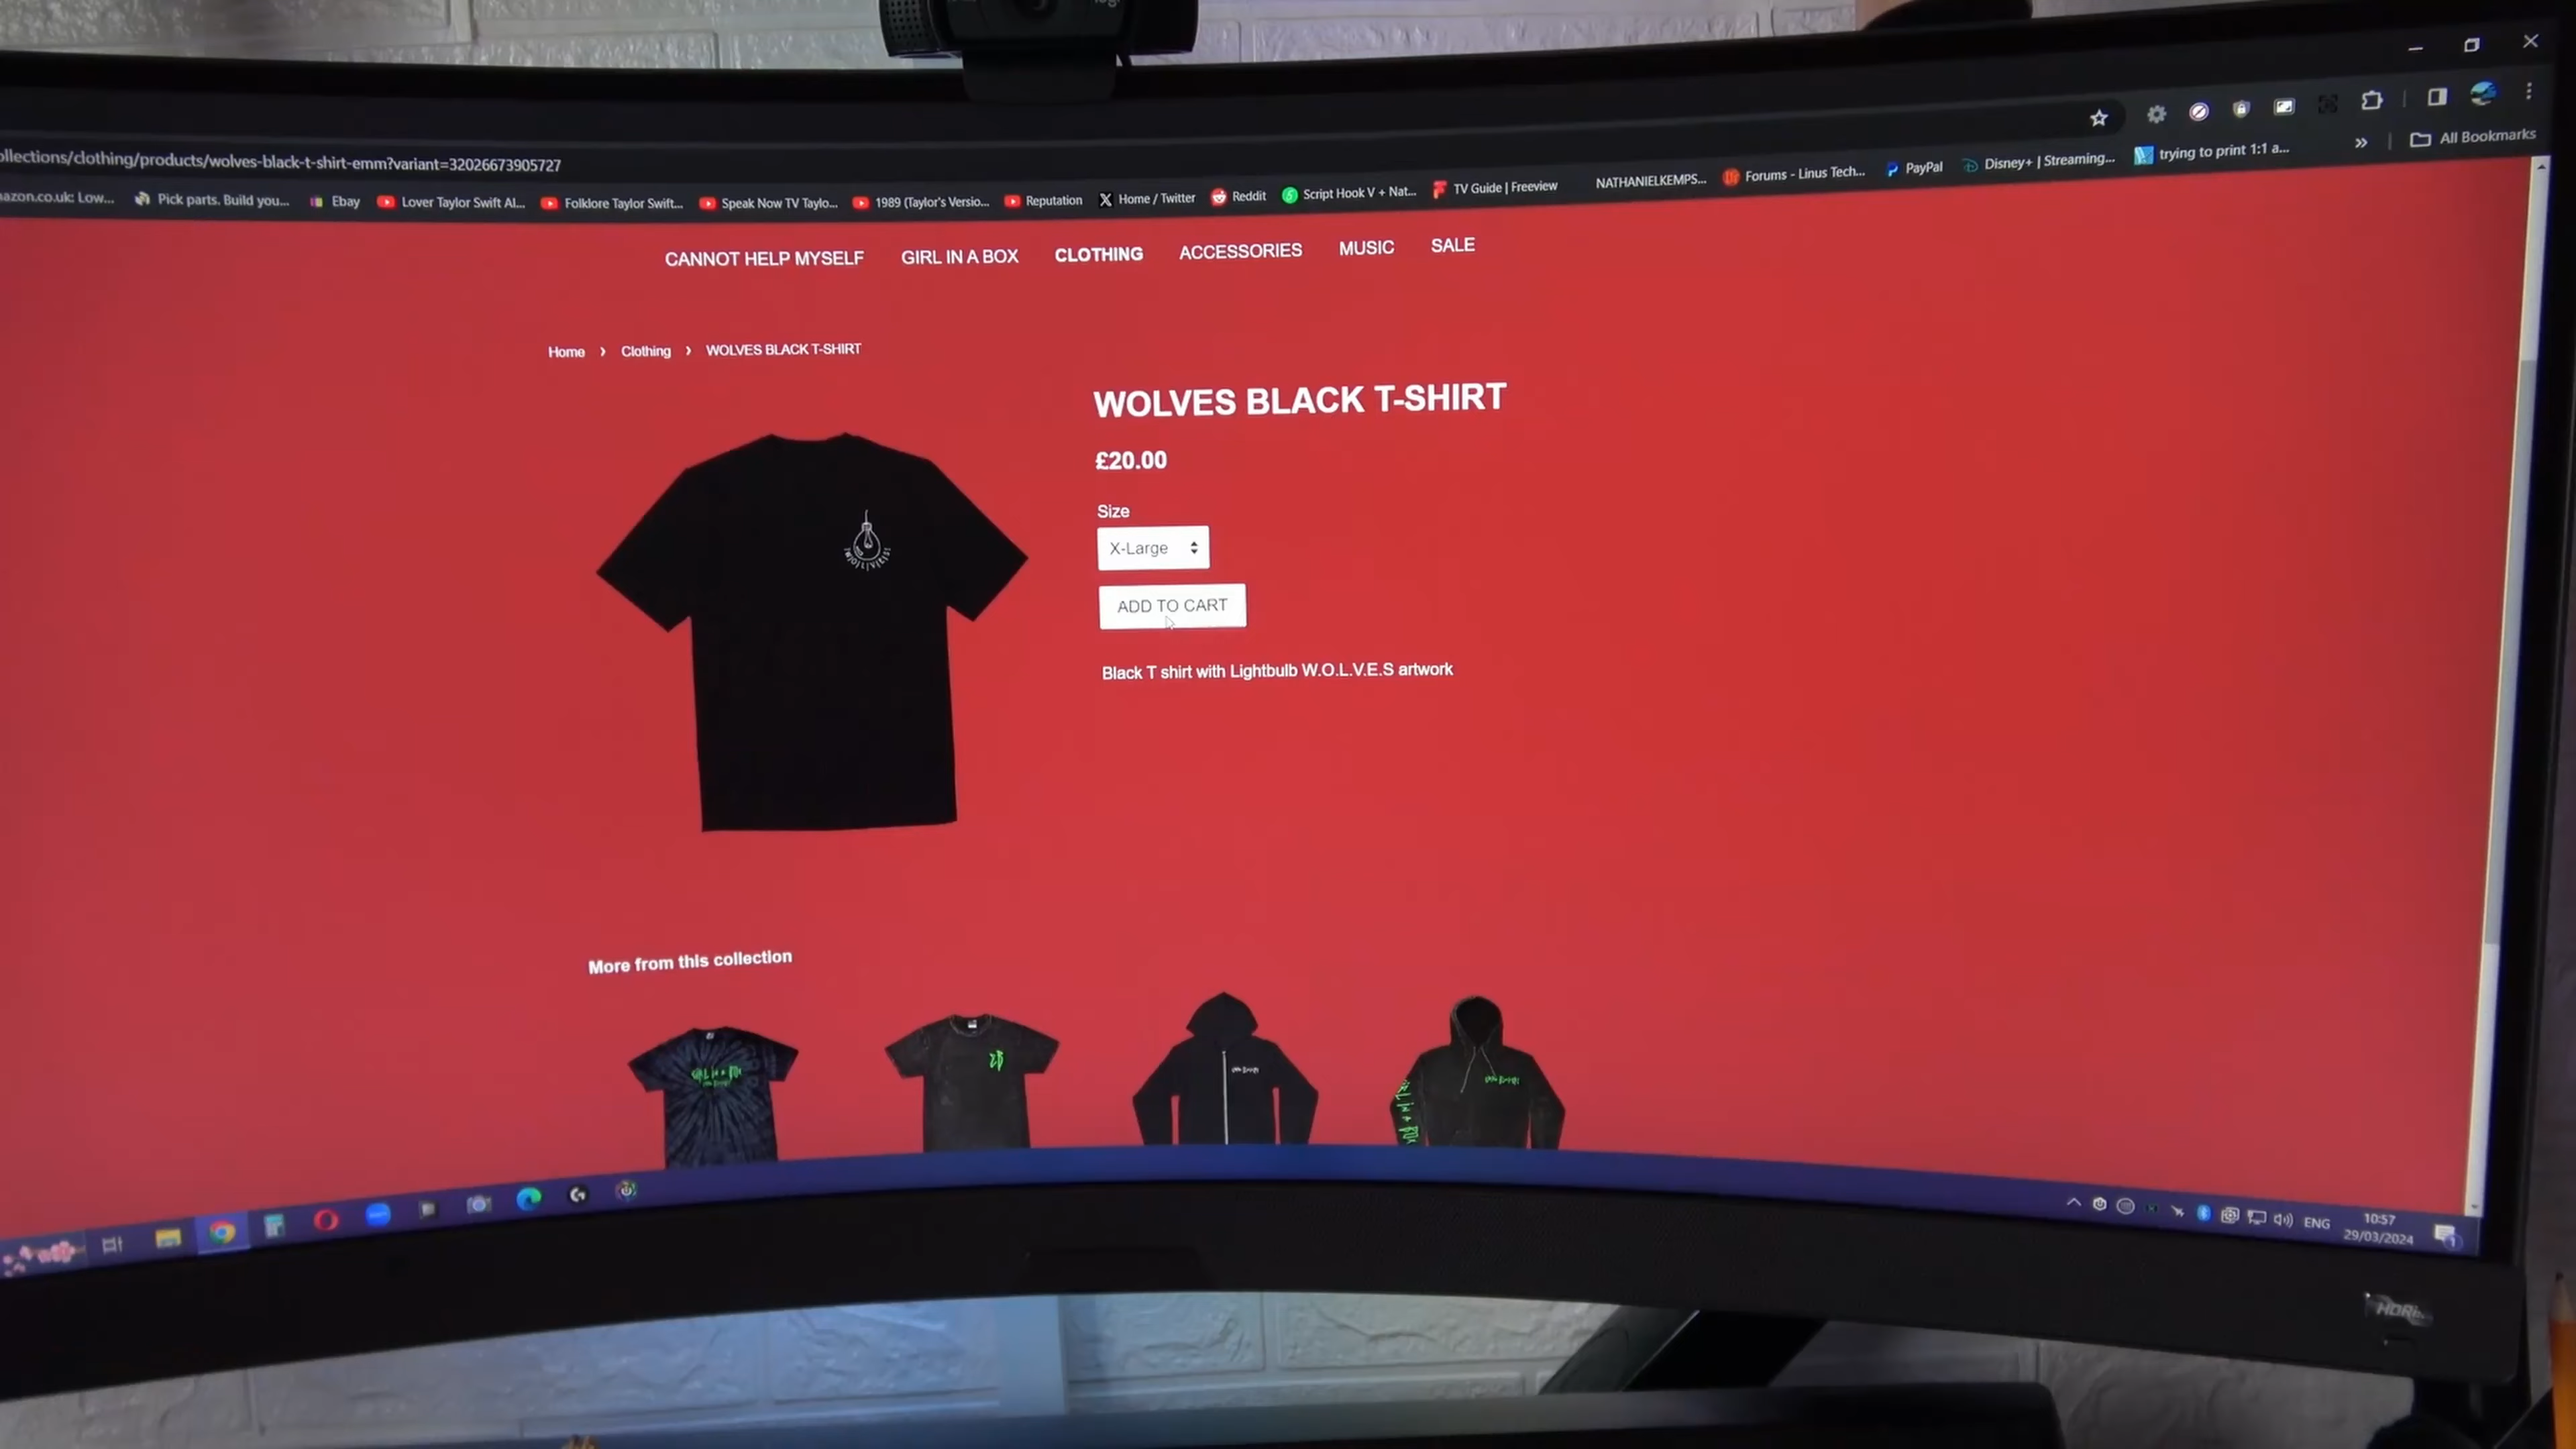 ollections/clothing/products/wolves-black-t-shirt-emm?variant=32026673905727
azon.co.uk: Low... Pick parts. Build you... Ebay Lover Taylor Swift Al... Folklore Taylor Swift... Speak Now TV Taylo... 1989 (Taylor's Versio... Reputation Home / Twitter Reddit Script Hook V + Nat... TV Guide | Freeview NATHANIELKEMPS... Forums - Linus Tech... PayPal Disney+ | Streaming... trying to print 1:1 a... » All Bookmarks
CANNOT HELP MYSELF GIRL IN A BOX CLOTHING ACCESSORIES MUSIC SALE
Home › Clothing › WOLVES BLACK T-SHIRT
WOLVES BLACK T-SHIRT
£20.00
Size
X-Large
ADD TO CART
Black T shirt with Lightbulb W.O.L.V.E.S artwork
More from this collection
ENG
10:57
29/03/2024